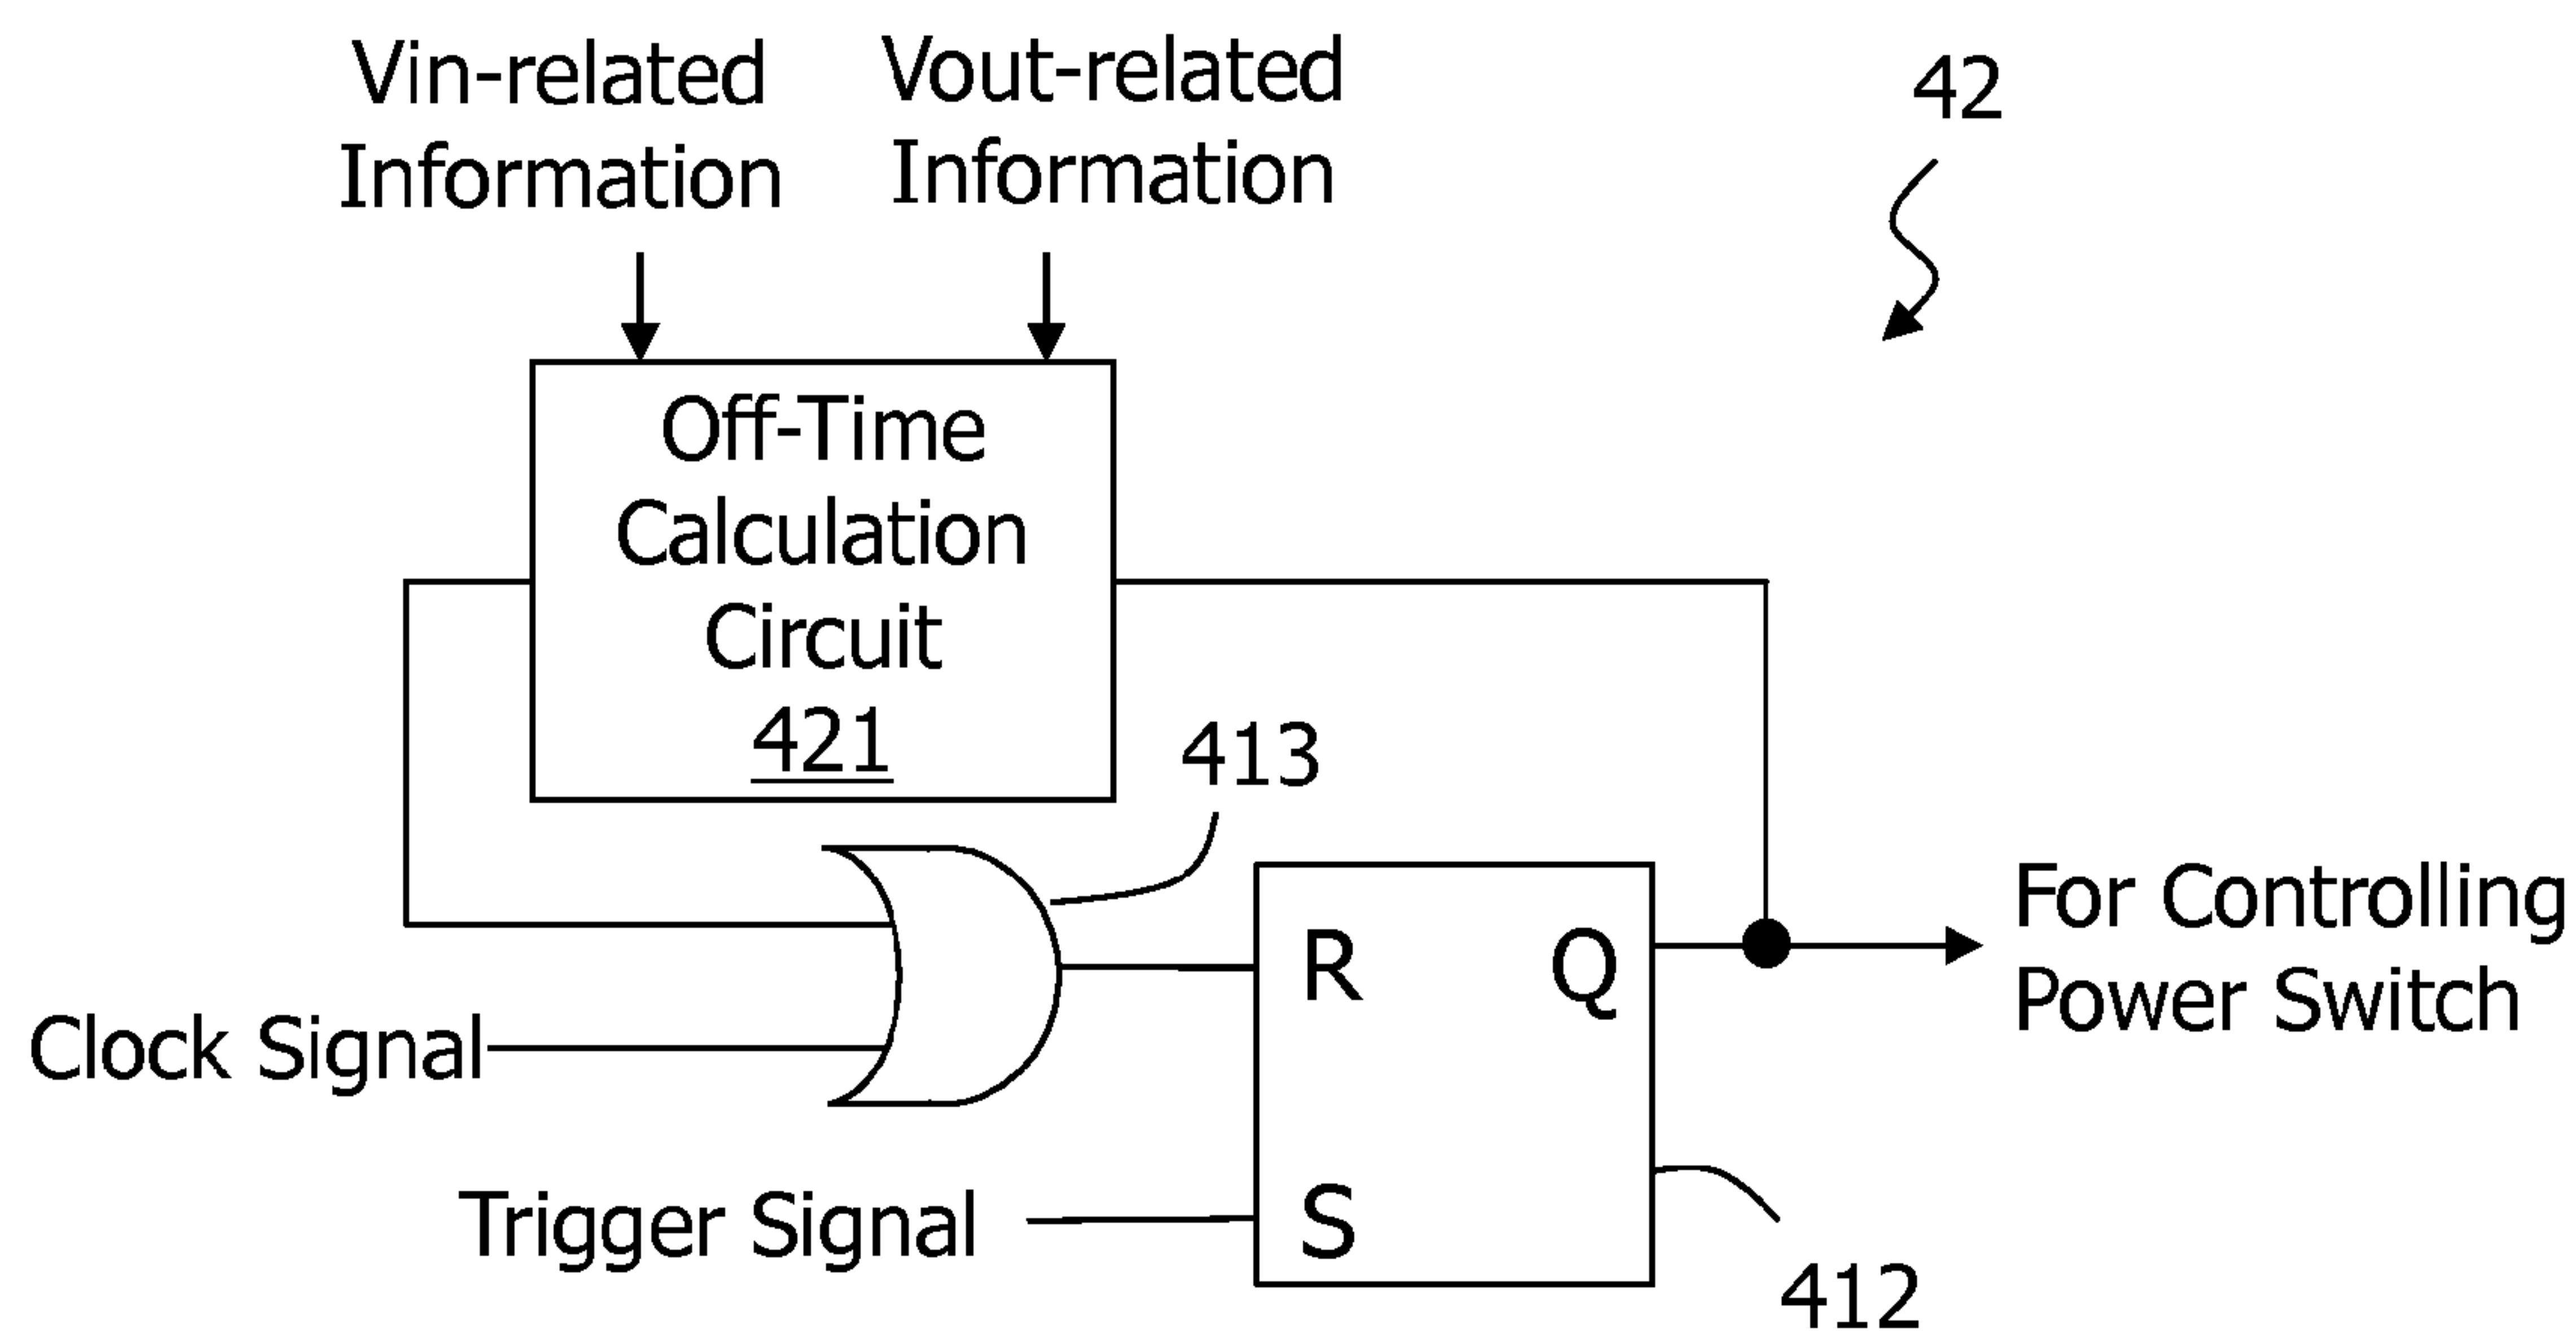 Vin-related
Information
Vout-related
Information
42
Off-Time
Calculation
Circuit
421
413
R
Q
For Controlling
Power Switch
Clock Signal
Trigger Signal
S
412